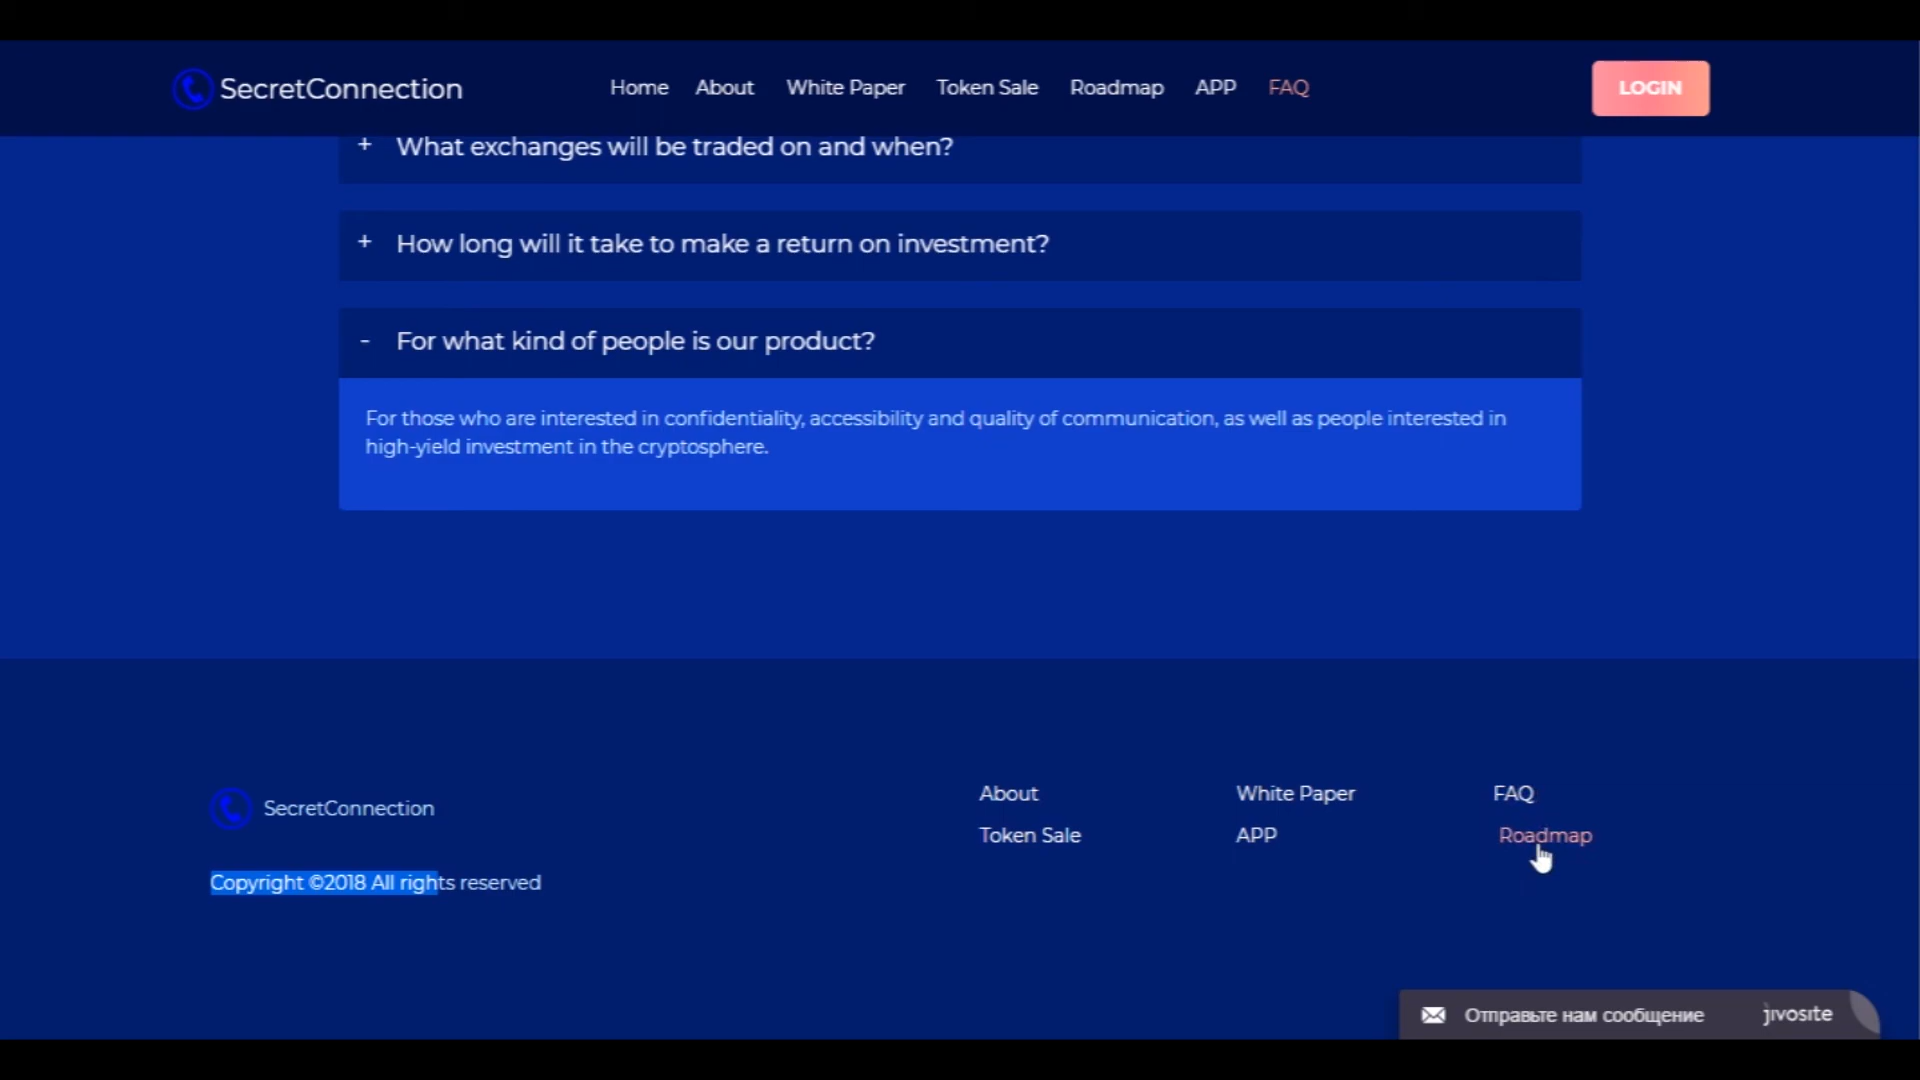 SecretConnection
Home About White Paper Token Sale Roadmap APP FAQ
LOGIN
+ What exchanges will be traded on and when?
+ How long will it take to make a return on investment?
- For what kind of people is our product?
For those who are interested in confidentiality, accessibility and quality of communication, as well as people interested in
high-yield investment in the cryptosphere.
SecretConnection
Copyright ©2018 All rights reserved
About White Paper FAQ
Token Sale APP Roadmap
Отправьте нам сообщение jivosite